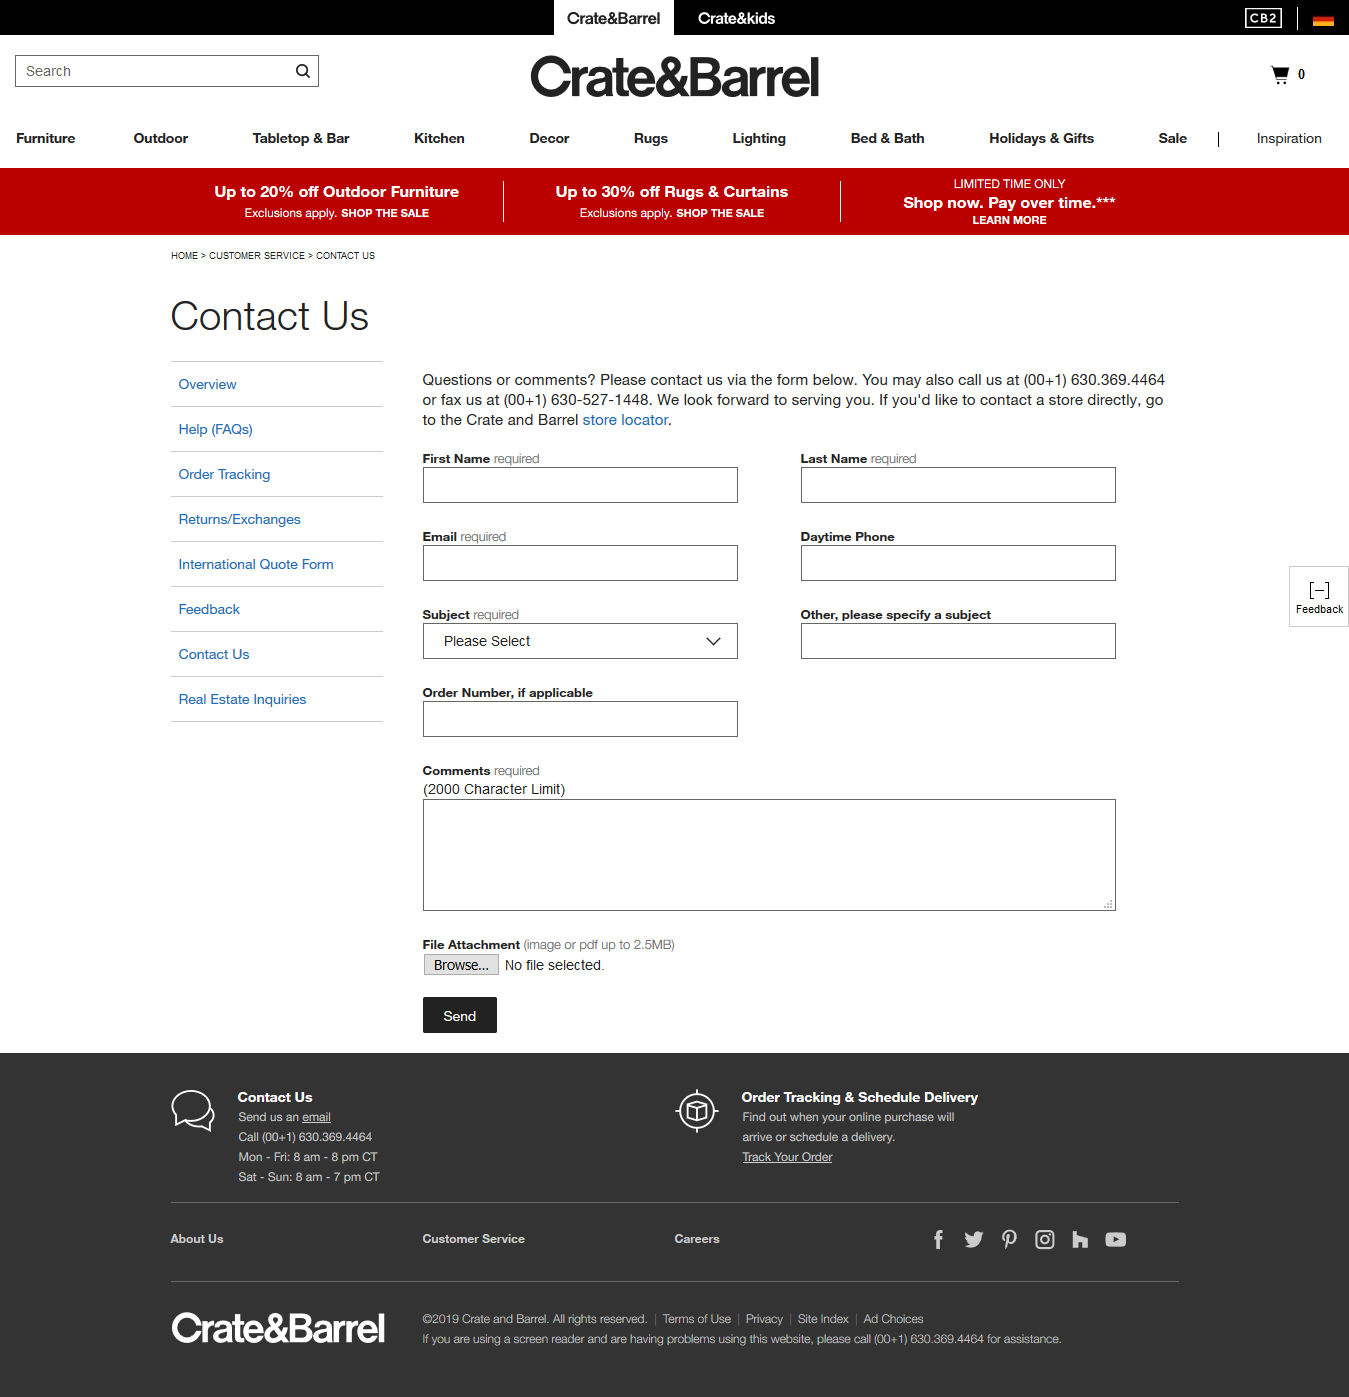 Crate&Barrel Crate&kids CB2
Search
Crate&Barrel
0
Furniture Outdoor Tabletop & Bar Kitchen Decor Rugs Lighting Bed & Bath Holidays & Gifts Sale | Inspiration
Up to 20% off Outdoor Furniture
Exclusions apply. SHOP THE SALE
Up to 30% off Rugs & Curtains
Exclusions apply. SHOP THE SALE
LIMITED TIME ONLY
Shop now. Pay over time.***
LEARN MORE
HOME > CUSTOMER SERVICE > CONTACT US
Contact Us
Overview
Help (FAQs)
Order Tracking
Returns/Exchanges
International Quote Form
Feedback
Contact Us
Real Estate Inquiries
Questions or comments? Please contact us via the form below. You may also call us at (00+1) 630.369.4464
or fax us at (00+1) 630-527-1448. We look forward to serving you. If you'd like to contact a store directly, go
to the Crate and Barrel store locator.
First Name required
Last Name required
Email required
Daytime Phone
Subject required
Please Select
Other, please specify a subject
Order Number, if applicable
Comments required
(2000 Character Limit)
File Attachment (image or pdf up to 2.5MB)
Browse... No file selected.
Send
[-]
Feedback
Contact Us
Send us an email
Call (00+1) 630.369.4464
Mon - Fri: 8 am - 8 pm CT
Sat - Sun: 8 am - 7 pm CT
Order Tracking & Schedule Delivery
Find out when your online purchase will
arrive or schedule a delivery.
Track Your Order
About Us Customer Service Careers
Crate&Barrel
©2019 Crate and Barrel. All rights reserved. | Terms of Use | Privacy | Site Index | Ad Choices
If you are using a screen reader and are having problems using this website, please call (00+1) 630.369.4464 for assistance.